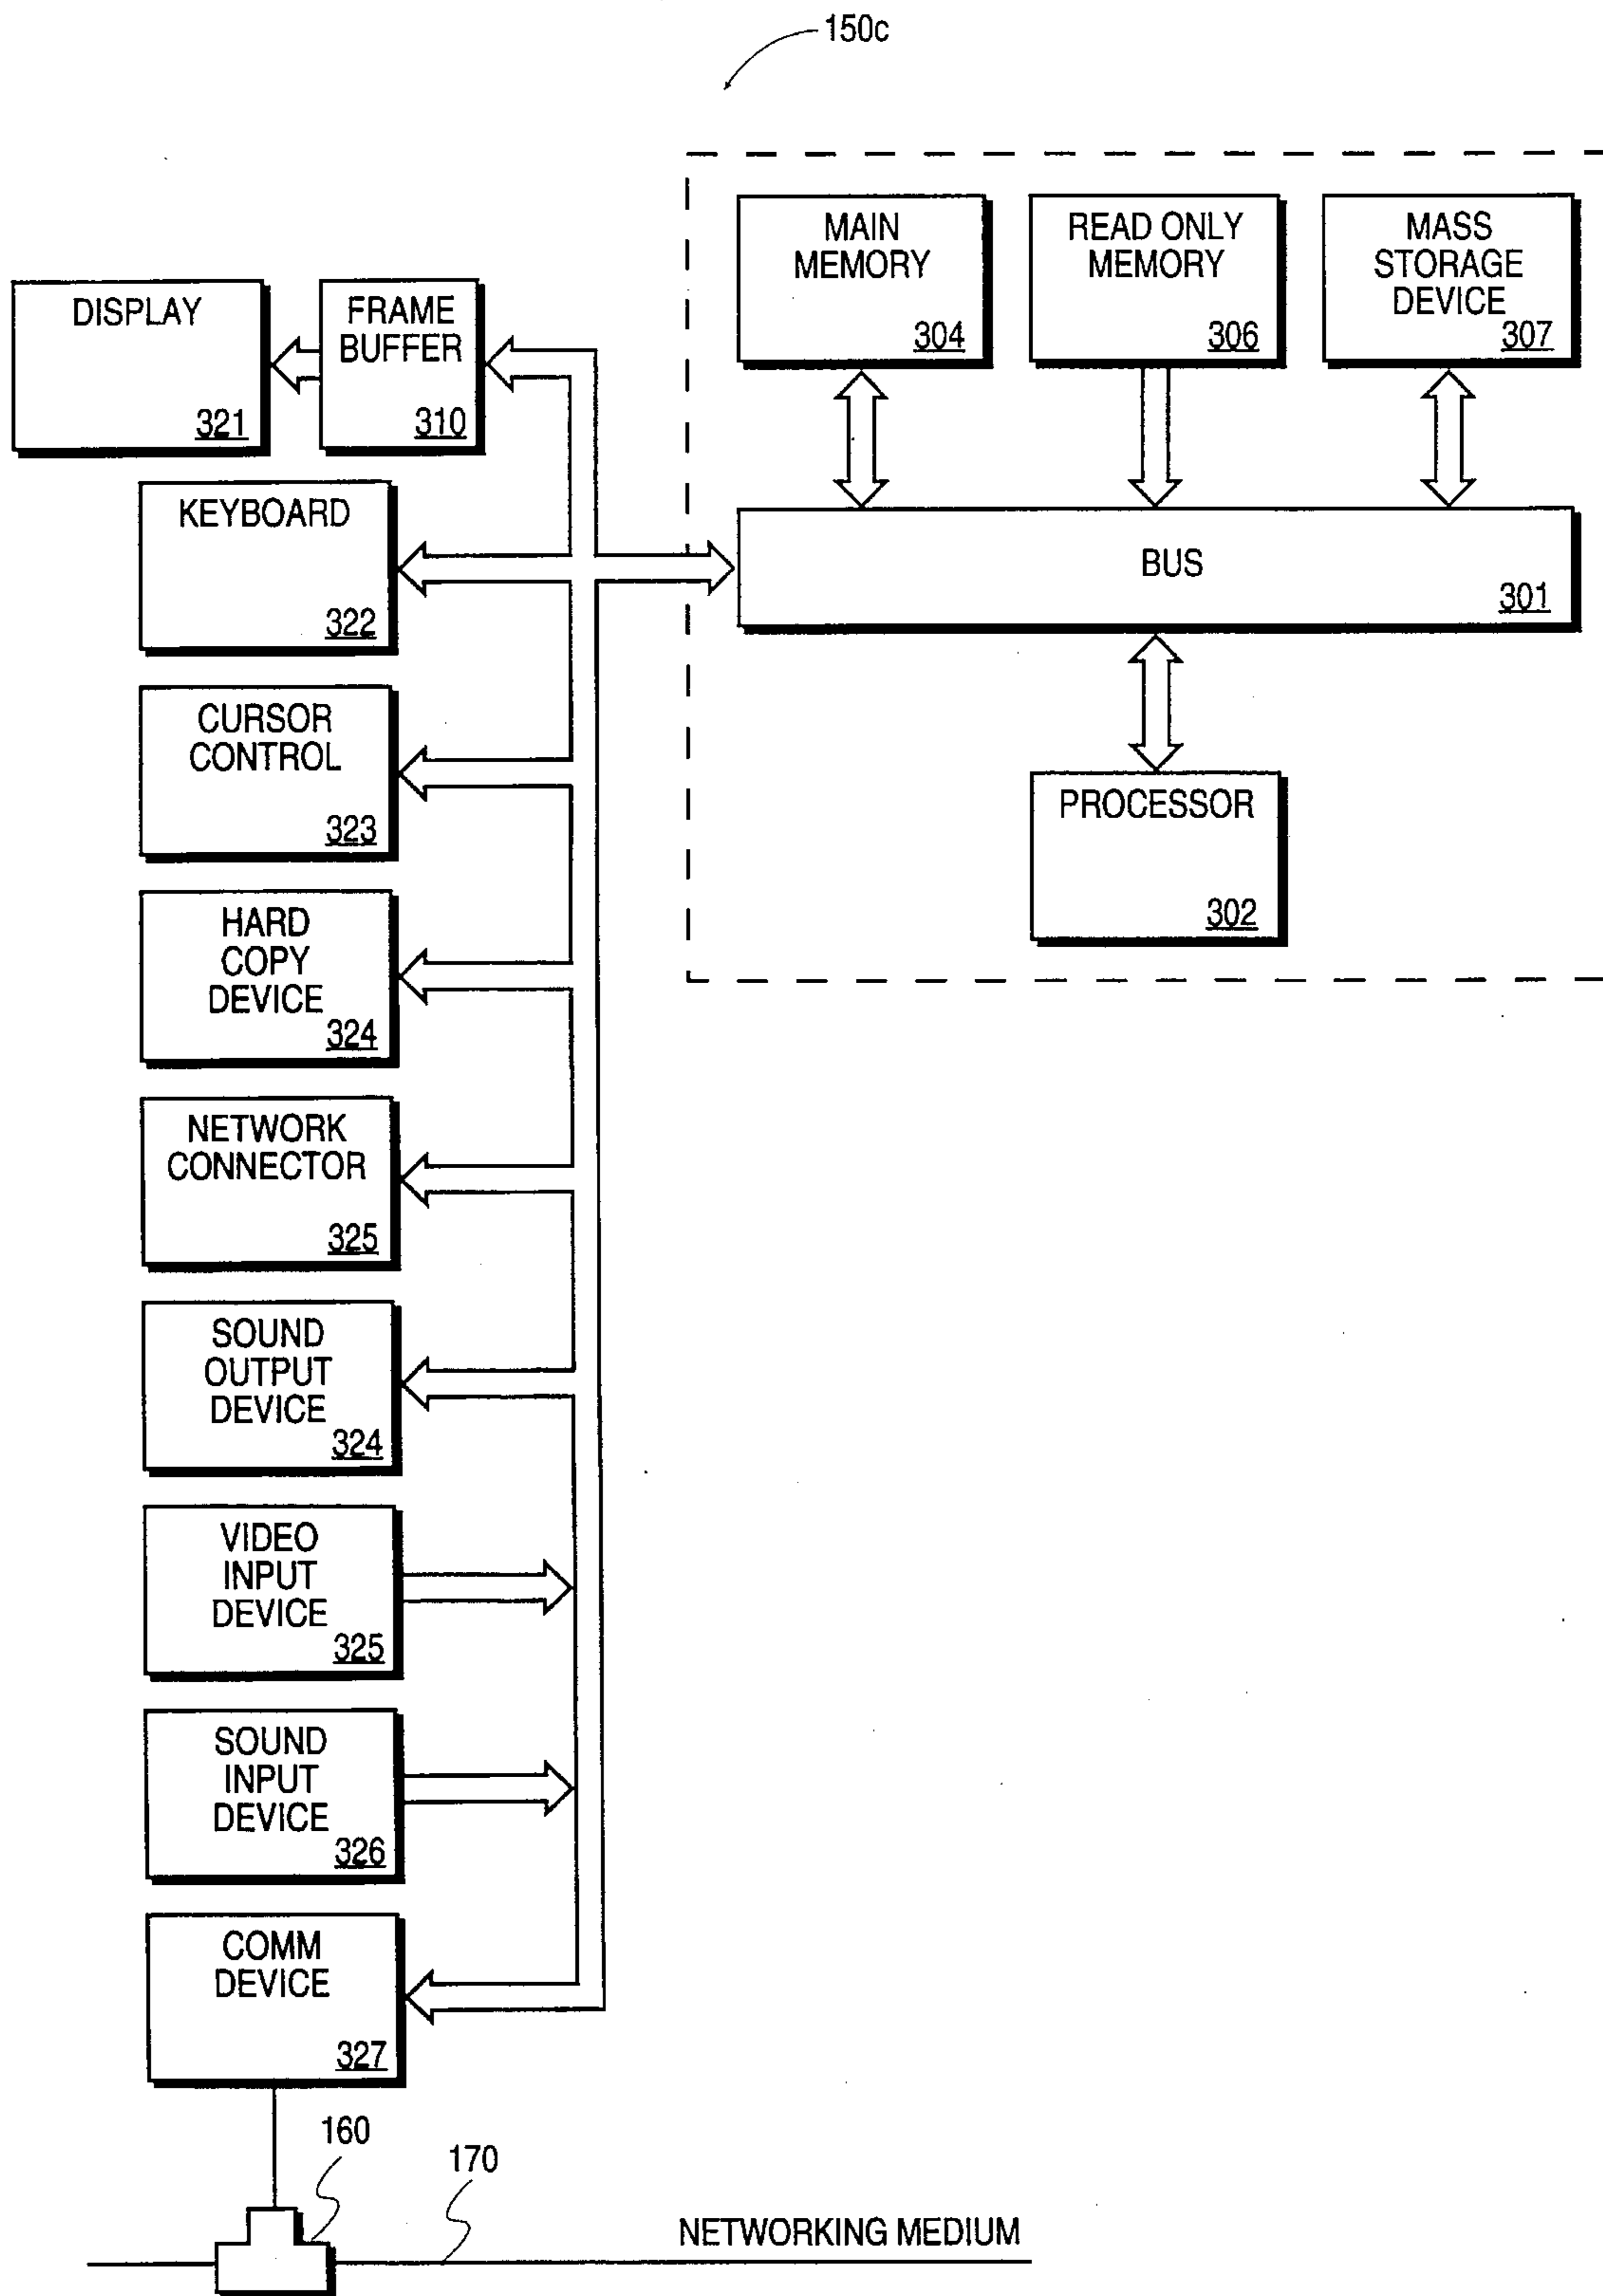 150c
MAIN
MEMORY
304
READ ONLY
MEMORY
306
MASS
STORAGE
DEVICE
307
DISPLAY
321
FRAME
BUFFER
310
KEYBOARD
322
BUS
301
CURSOR
CONTROL
323
PROCESSOR
302
HARD
COPY
DEVICE
324
NETWORK
CONNECTOR
325
SOUND
OUTPUT
DEVICE
324
VIDEO
INPUT
DEVICE
325
SOUND
INPUT
DEVICE
326
COMM
DEVICE
327
160
170
NETWORKING MEDIUM